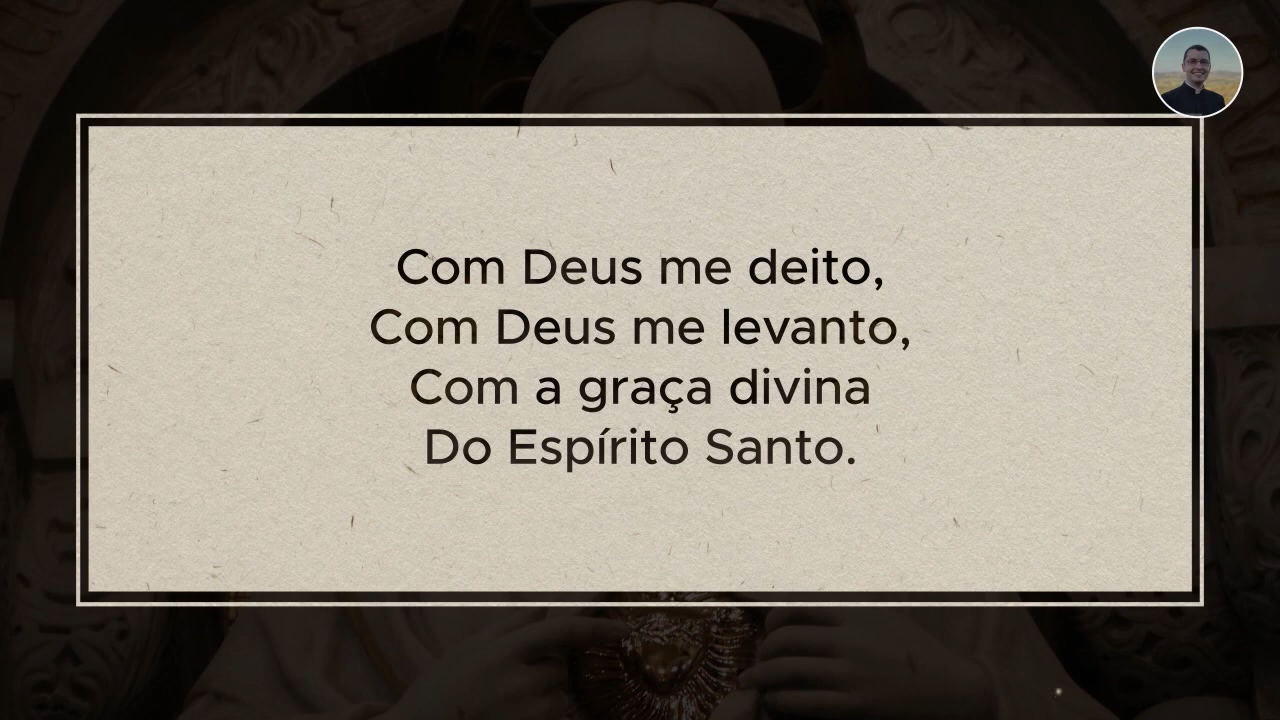 Com Deus me deito,
Com Deus me levanto,
Com a graça divina
Do Espírito Santo.